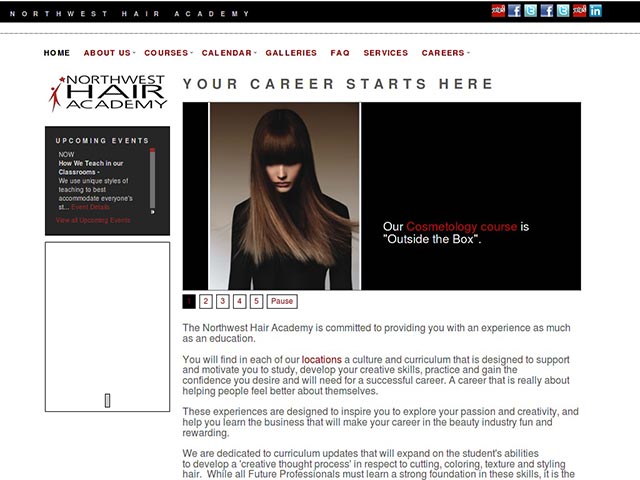 NORTHWEST HAIR ACADEMY
HOME ABOUT US COURSES CALENDAR GALLERIES FAQ SERVICES CAREERS
NORTHWEST
HAIR
ACADEMY
YOUR CAREER STARTS HERE
UPCOMING EVENTS
NOW
How We Teach in our
Classrooms -
We use unique styles of
teaching to best
accommodate everyone's
st... Event Details
View all Upcoming Events
Our Cosmetology course is
"Outside the Box".
1 2 3 4 5 Pause
The Northwest Hair Academy is committed to providing you with an experience as much
as an education.
You will find in each of our locations a culture and curriculum that is designed to support
and motivate you to study, develop your creative skills, practice and gain the
confidence you desire and will need for a successful career. A career that is really about
helping people feel better about themselves.
These experiences are designed to inspire you to explore your passion and creativity, and
help you learn the business that will make your career in the beauty industry fun and
rewarding.
We are dedicated to curriculum updates that will expand on the student's abilities
to develop a 'creative thought process' in respect to cutting, coloring, texture and styling
hair. While all Future Professionals must learn a strong foundation in these skills, it is the